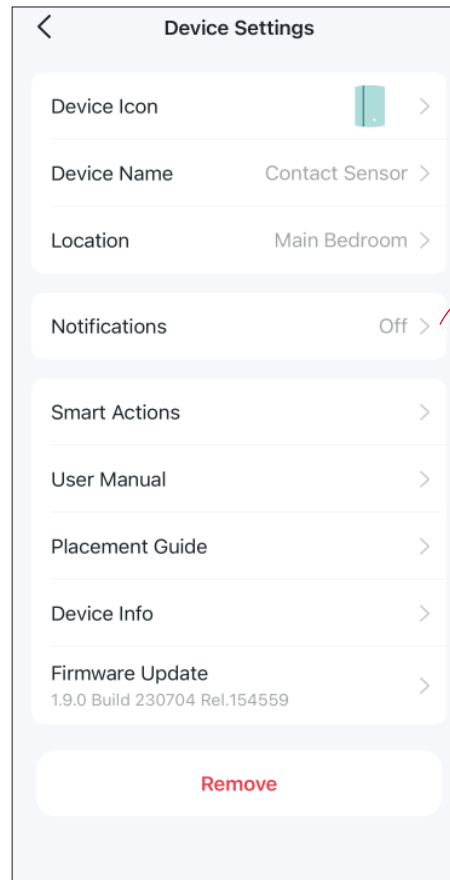 Device Settings
Device Icon
Device Name Contact Sensor
Location Main Bedroom
Notifications Off
Smart Actions
User Manual
Placement Guide
Device Info
Firmware Update
1.9.0 Build 230704 Rel.154559
Remove